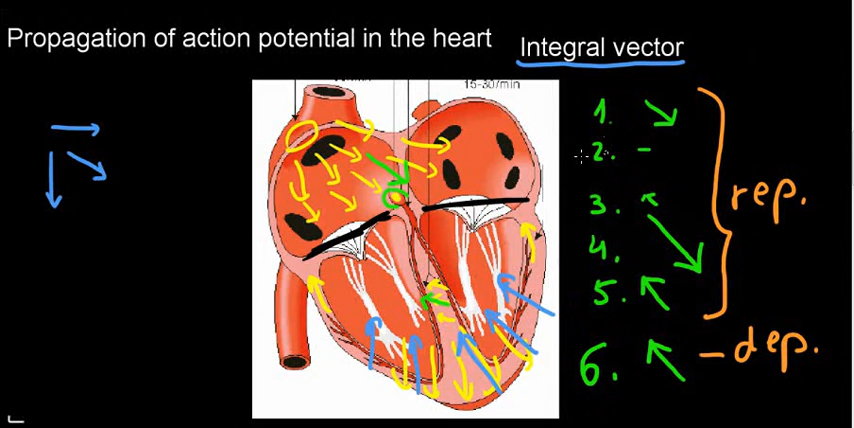 Propagation of action potential in the heart
Integral vector
15-30/min
1.
2. -
3.
4.
5.
6.
rep.
- dep.